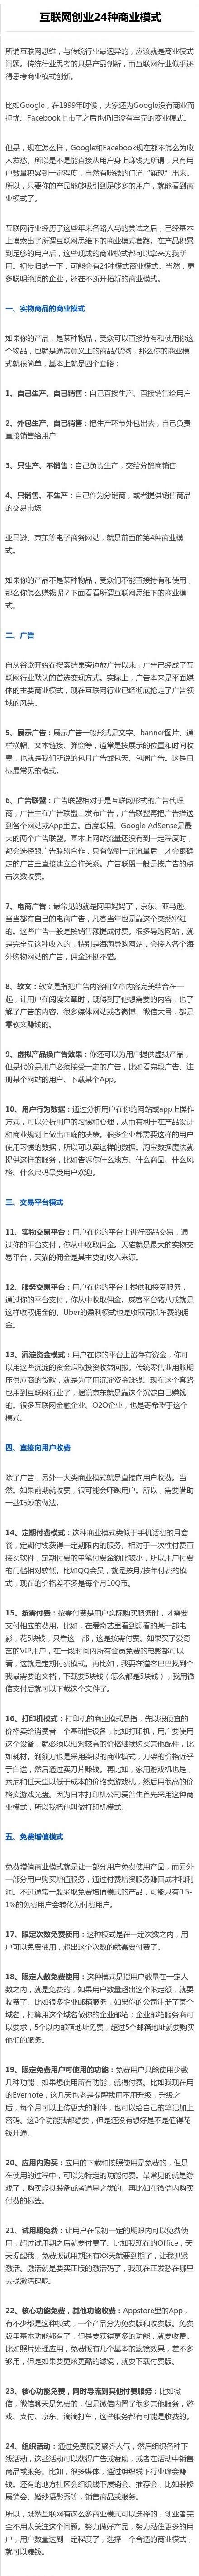 互联网创业24种商业模式
所谓互联网思维，与传统行业最迥异的，应该就是商业模式
问题。传统行业思考的只是产品创新，而互联网行业似乎还
得思考商业模式创新。
比如Google，在1999年时候，大家还为Google没有商业而
担忧。Facebook上市了之后也仍旧没有牢靠的商业模式。
但是，现在怎么样，Google和Facebook现在都不怎么为收
入发愁。所以是不是能直接从用户身上赚钱无所谓，只有用
户数量积累到一定程度，自然有赚钱的门道“涌现”出来。
所以，只要你的产品能够吸引到足够多的用户，就能看到商
业模式了。
互联网行业经历了这些年来各路人马的尝试之后，已经基本
上摸索出了所谓互联网思维下的商业模式套路。在产品积累
到足够的用户后，这些现成的商业模式都可以拿来为我所
用。初步归纳一下，可能会有24种商业模式模式。当然，更
多聪明绝顶的企业，还在不断开拓新的商业模式。
一、实物商品的商业模式
如果你的产品，是某种物品，受众可以直接持有和使用你这
个物品，也就是通常意义上的商品/货物，那么你的商业模
式就很简单，基本上就是四个套路：
1、自己生产、自己销售：自己直接生产、直接销售给用户
2、外包生产、自己销售：把生产环节外包出去，自己负责
直接销售给用户
3、只生产、不销售：自己负责生产，交给分销商销售
4、只销售、不生产：自己作为分销商，或者提供销售商品
的交易市场
亚马逊、京东等电子商务网站，就是前面的第4种商业模
式。
如果你的产品不是某种物品，受众们不能直接持有和使用，
那么你怎么赚钱呢？下面看看所谓互联网思维下的商业模
式。
二、广告
自从谷歌开始在搜索结果旁边放广告以来，广告已经成了互
联网行业默认的首选变现方式。实际上，广告本来是平面媒
体的主要商业模式，现在互联网行业已经彻底抢走了广告领
域的风头。
5、展示广告：展示广告一般形式是文字、banner图片、通
栏横幅、文本链接、弹窗等，通常是按展示的位置和时间收
费，也就是我们所说的包月广告或包天、包周广告。这是目
标最常见的模式。
6、广告联盟：广告联盟相对于是互联网形式的广告代理
商，广告主在广告联盟上发布广告，广告联盟再把广告推送
到各个网站或App里去。百度联盟、Google AdSense是最
大的两个广告联盟。基本上网站流量还没有到一定程度时，
都会选择跟广告联盟合作，只有做到一定流量后，才会跟确
定的广告主直接建立合作关系。广告联盟一般是按广告的点
击次数收费。
7、电商广告：最常见的就是阿里妈妈了，京东、亚马逊、
当当都有自己的电商广告，凡客当年也是靠这个突然窜红
的。这些广告一般是按销售额提成付费。很多导购网站，就
是完全靠这种收入的，特别是海淘导购网站，会接入各个海
外购物网站的广告，佣金还挺不错。
8、软文：软文是指把广告内容和文章内容完美结合在一
起，让用户在阅读文章时，既得到了他想需要的内容，也了
解了广告的内容。很多媒体网站或者微博、微信大号，都是
靠软文赚钱的。
9、虚拟产品换广告效果：你还可以为用户提供虚拟产品，
但是代价是用户必须接受一定的广告，比如看完段广告、注
册某个网站的用户、下载某个App。
10、用户行为数据：通过分析用户在你的网站或app上操作
方式，可以分析用户的习惯和心理，从而有利于在产品设计
和商业规划上做出正确的决策。很多企业都需要这样的用户
使用习惯的数据，所以可以卖这样的数据。淘宝数据魔法就
提供这样的服务，比如告诉你什么地方、什么商品、什么风
格、什么尺码最受用户欢迎。
三、交易平台模式
11、实物交易平台：用户在你的平台上进行商品交易，通
过你的平台支付，你从中收取佣金。天猫就是最大的实物交
易平台，天猫的佣金是其主要的收入来源。
12、服务交易平台：用户在你的平台上提供和接受服务，
通过你的平台支付，你从中收取佣金。威客平台猪八戒就是
这样收取佣金的。Uber的盈利模式也是收取司机车费的佣
金。
13、沉淀资金模式：用户在你的平台上留存有资金，你可
以用这些沉淀的资金赚取投资收益回报。传统零售业用账期
压供应商的货款，就是为了用沉淀资金赚钱。现在这个套路
也用到互联网行业了，据说京东就是靠这个沉淀自己赚钱
的。很多互联网金融企业、O2O企业，也是寄希望于这个
模式。
四、直接向用户收费
除了广告，另外一大类商业模式就是直接向用户收费。当
然。如果前期就收费，很可能会吓跑用户。所以，需要借助
一些巧妙的做法。
14、定期付费模式：这种商业模式类似于手机话费的月套
餐，定期付钱获得一定期限内的服务。相对于一次性付费直
接买软件，定期付费的单笔付费金额比较小，所以用户付费
的门槛相对较低。比如QQ会员，就是按月/按年付费的模
式，现在的价格差不多是每个月10Q币。
15、按需付费：按需付费是用户实际购买服务时，才需要
支付相应的费用。比如，在爱奇艺里看到想看的某一部电
影，花5块钱，只看这一部，这是按需付费。如果买了爱奇
艺的VIP用户，在一段时间内所有会员免费的电影都可以
看，这就是定期付费模式。再比如，我要在道客巴巴找到个
我最需要的文档，下载要5块钱（怎么都是5块钱），我用微
信支付后就可以下载这个文件了。
16、打印机模式：打印机的商业模式是指，先以很便宜的
价格卖给消费者一个基础性设备，比如打印机，用户要使用
这个设备，就必须以相对较高的价格继续购买其他配件，比
如耗材。剃须刀也是采用类似的商业模式，刀架的价格近乎
于白送，然后通过卖刀片赚钱。再比如，家用游戏机也是，
索尼和任天堂以低于成本的价格卖游戏机，然后用很高的价
格卖游戏光盘。因为日本打印机公司爱普生首先采用这种商
业模式，所以我把他叫做打印机模式。
五、免费增值模式
免费增值商业模式就是让一部分用户免费使用产品，而另外
一部分用户购买增值服务，通过付费增值服务赚回成本和利
润。不过通常一般采取免费增值模式的产品，可能只有0.5-
1%的免费用户会转化为付费用户。
17、限定次数免费使用：这种模式是在一定次数之内，用
户可以免费使用，超出这个次数的就需要付费了。
18、限定人数免费使用：这种模式是指用户数量在一定人
数之内，就是免费的，如果用户数量超出这个限定额，就要
收费了。比如很多企业邮箱服务，如果你的公司注册了某个
域名，打算用这个域名做你的企业邮箱；企业邮箱服务商可
以要求，5个以内邮箱地址免费，超过5个邮箱地址就要购买
他们的服务。
19、限定免费用户可使用的功能：免费用户只能使用少数
几种功能，如果想使用所有功能，就得付费。比如我现在用
的Evernote，这几天也老是提醒我用不用升级，升级之
后，每个月可以上传更大的附件，也可以给自己的笔记加上
密码。这2个功能我都想要，但是还没有想好是不是值得花
钱开通。
20、应用内购买：应用的下载和按照使用是免费的，但是
在使用的过程中，可以为特定的功能付费。最常见的就是游
戏了，购买虚拟装备或者道具之类的。再比如在微信内购买
付费的标签。
21、试用期免费：让用户在最初一定的期限内可以免费使
用，超过试用期之后就要付费了。比如我现在的Office，天
天提醒我，免费版试用期还有XX天就要到期了，让我抓紧
激活。激活就是要买正版的激活码了，我现在正发愁在哪里
去找激活码呢。
22、核心功能免费，其他功能收费：Appstore里的App，
有不少都是这种模式，一个产品分为免费版和收费版。免费
版里基本功能都有了，但是要获得更多的功能，就要收费。
比如照片处理应用，免费版有几个基本的滤镜效果，差不多
够用，但是如果要更炫更酷的滤镜，就要下载付费版。
23、核心功能免费，同时导流到其他付费服务：比如微
信，微信聊天是免费的，但是微信内置了很多其他服务，游
戏、支付、京东、滴滴打车，这些服务都有可能是收费的。
24、组织活动：通过免费服务聚齐人气，然后组织各种下
线活动，这些活动可以获得广告或赞助，或者在活动中销售
商品或服务。比如，很多媒体，通过组织线下行业峰会赚
钱。还有的地方社区会组织线下展销会、推荐会，比如装修
展销会、婚纱摄影秀等，销售商品或服务。
所以，既然互联网有这么多商业模式可以选择的，创业者完
全不用太关注这个问题。努力做好产品，努力黏住更多的用
户，用户数量达到一定程度了，选择一个合适的商业模式，
就可以赚钱。